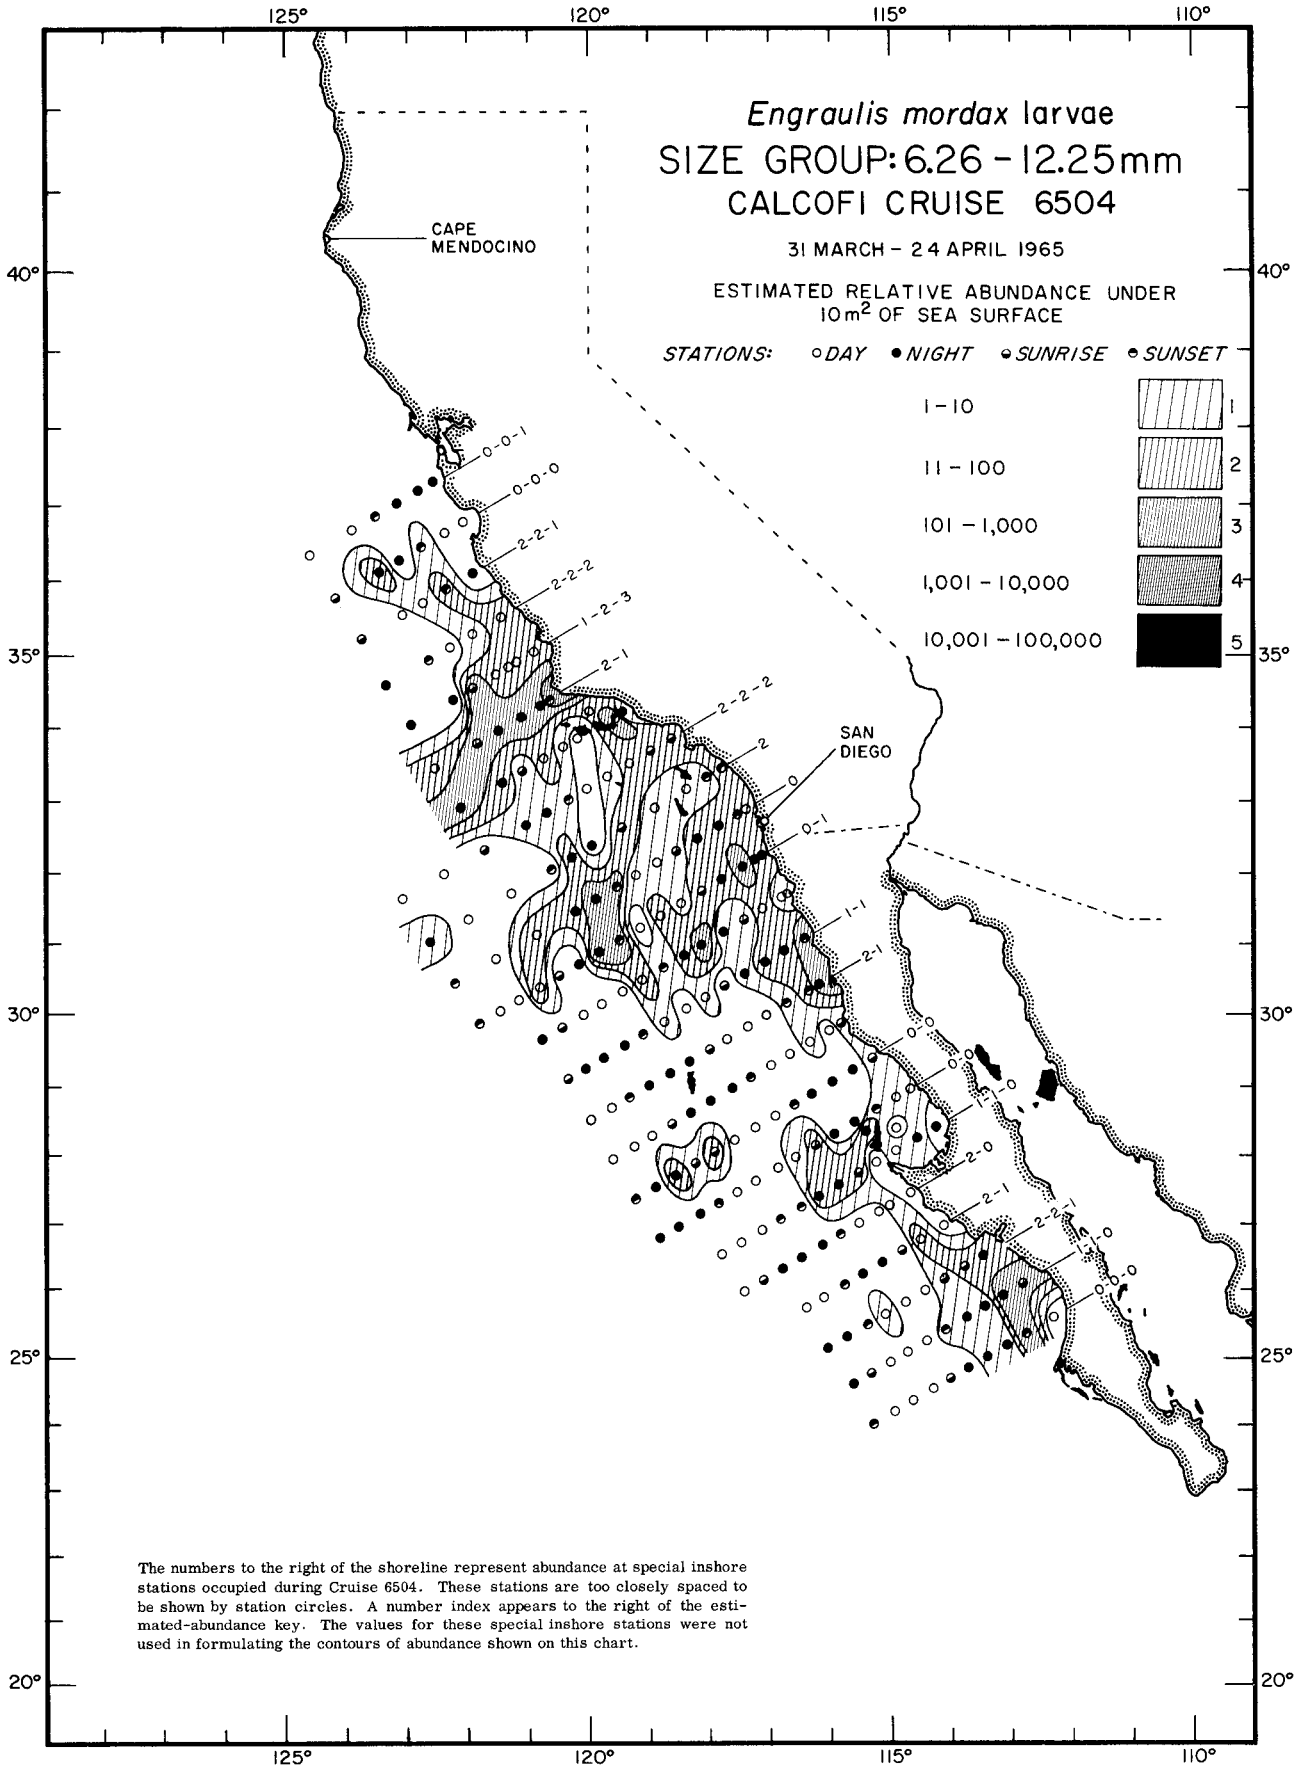 125°
120°
115°
110°
Engraulis mordax larvae
SIZE GROUP: 6.26 - 12.25mm
CALCOFI CRUISE 6504
31 MARCH - 24 APRIL 1965
ESTIMATED RELATIVE ABUNDANCE UNDER
10m² OF SEA SURFACE
STATIONS: ○ DAY ● NIGHT SUNRISE SUNSET
1-10 1
11-100 2
101-1,000 3
1,001-10,000 4
10,001-100,000 5
CAPE
MENDOCINO
40°
40°
0-0-1
0-0-0
2-2-1
2-2-2
1-2-3
35°
35°
2-1
2-2-2
SAN
DIEGO
2
0
0-1
1-1
2-1
30°
30°
0-0
0-0
1-1-0
2-0
2-1
2-2-1
1-1-0
0-0-0
25°
25°
The numbers to the right of the shoreline represent abundance at special inshore
stations occupied during Cruise 6504. These stations are too closely spaced to
be shown by station circles. A number index appears to the right of the esti-
mated-abundance key. The values for these special inshore stations were not
used in formulating the contours of abundance shown on this chart.
20°
20°
125°
120°
115°
110°